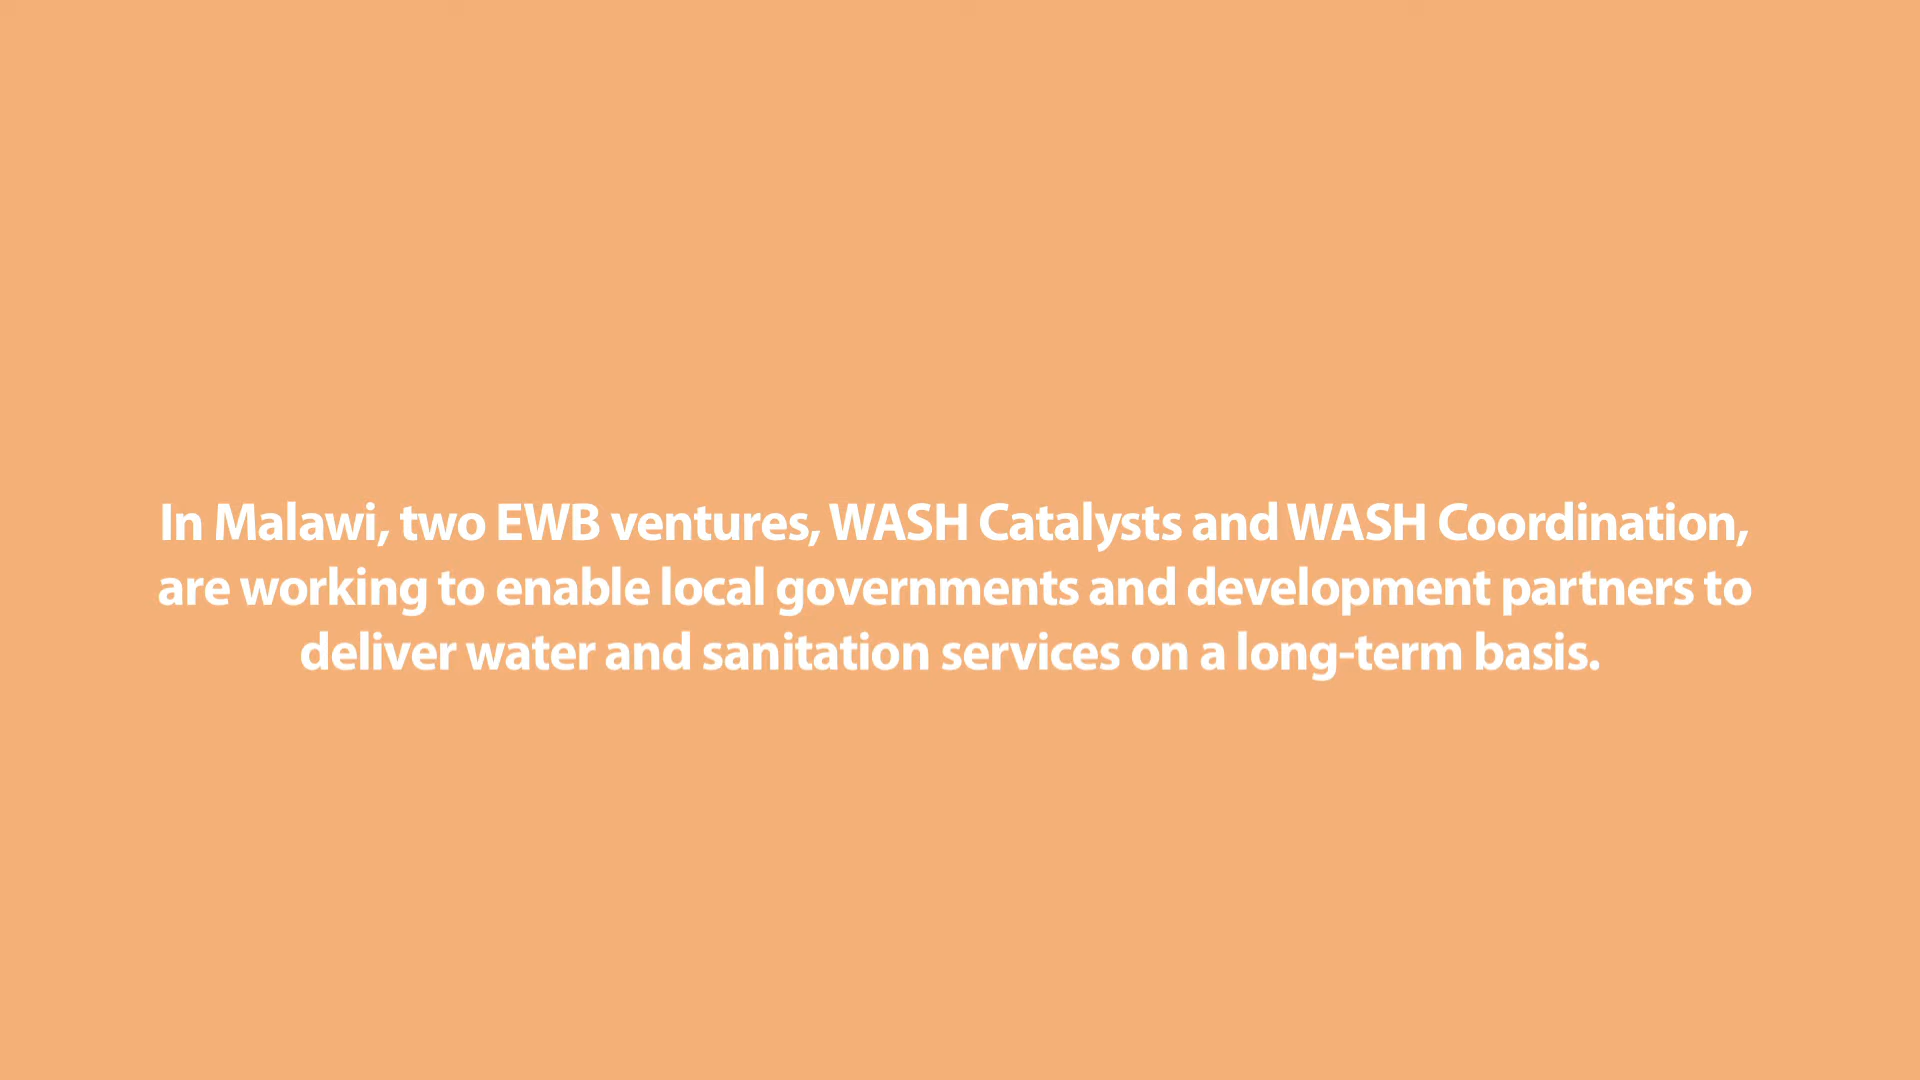 In Malawi, two EWB ventures, WASH Catalysts and WASH Coordination,
are working to enable local governments and development partners to
deliver water and sanitation services on a long-term basis.